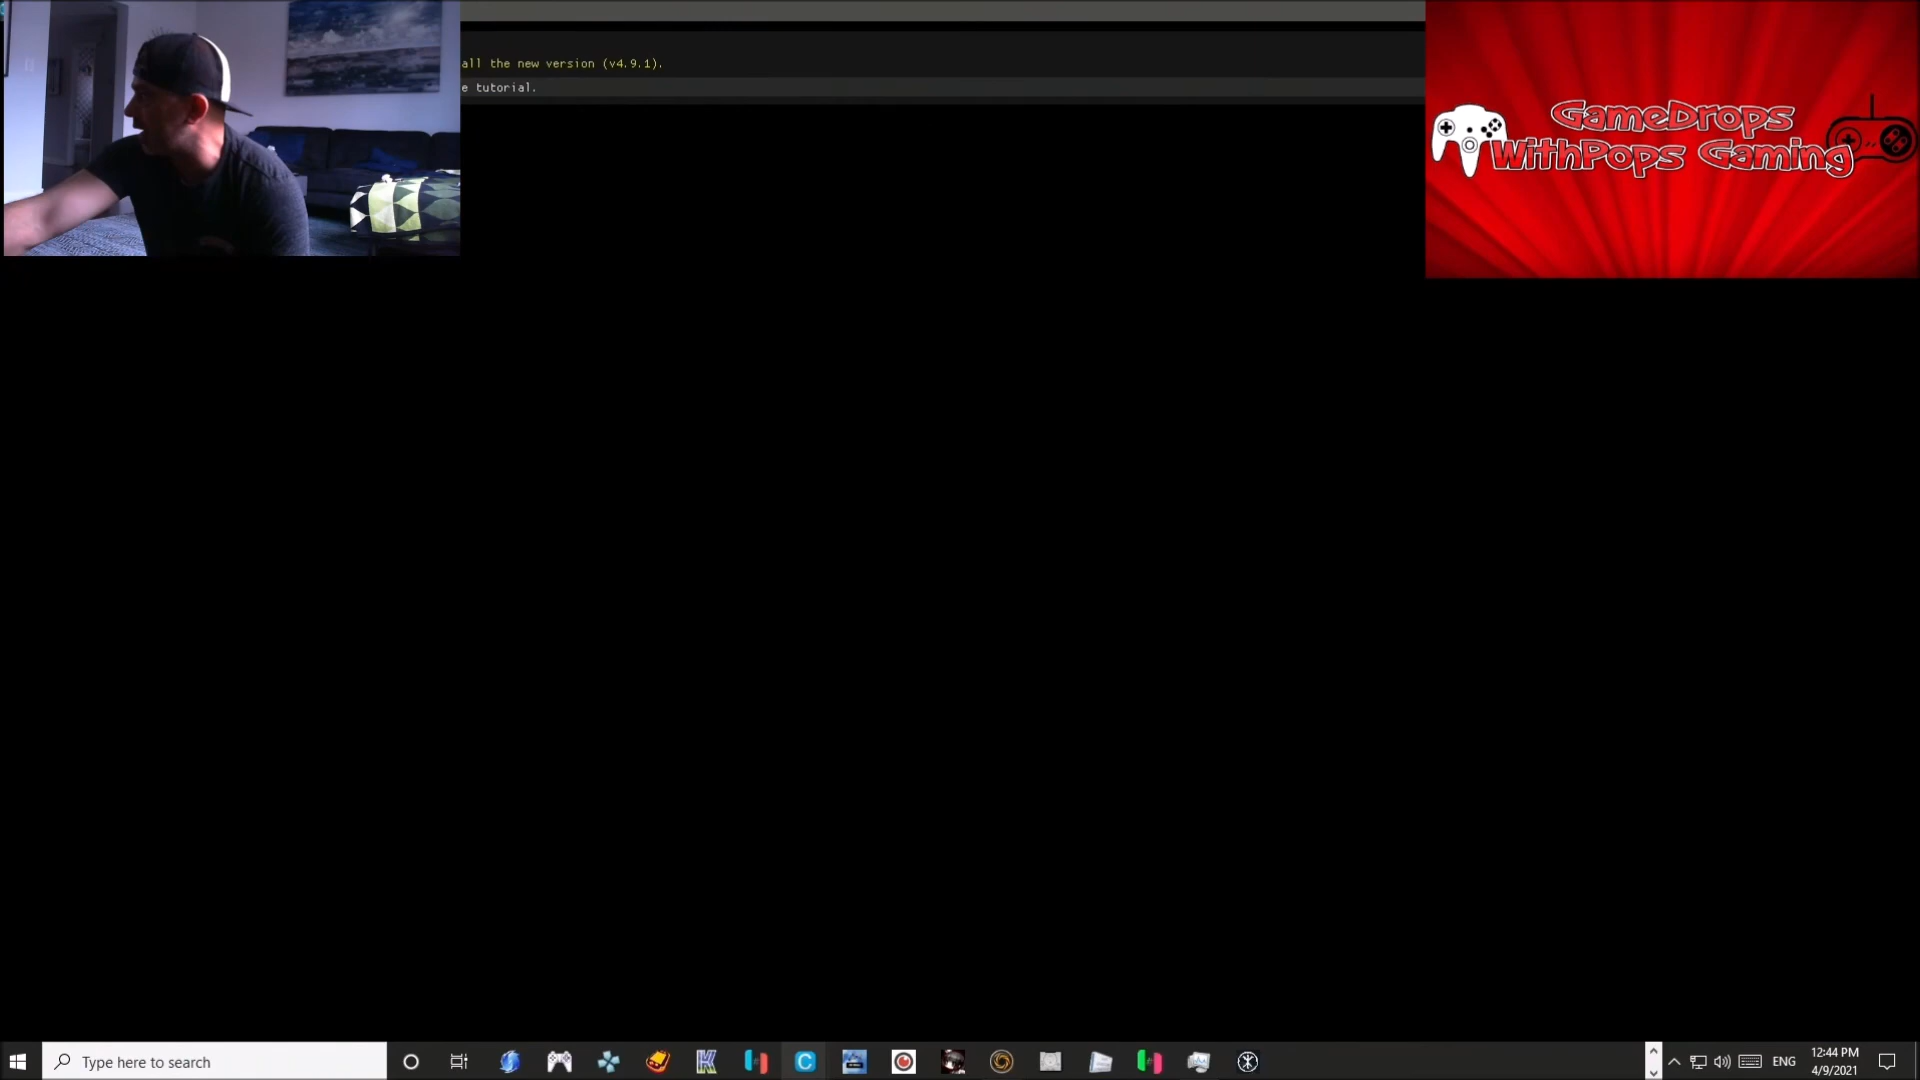 all the new version (v4.9.1).
e tutorial.
GameDrops
WithPops Gaming
Type here to search
ENG
12:44 PM
4/9/2021